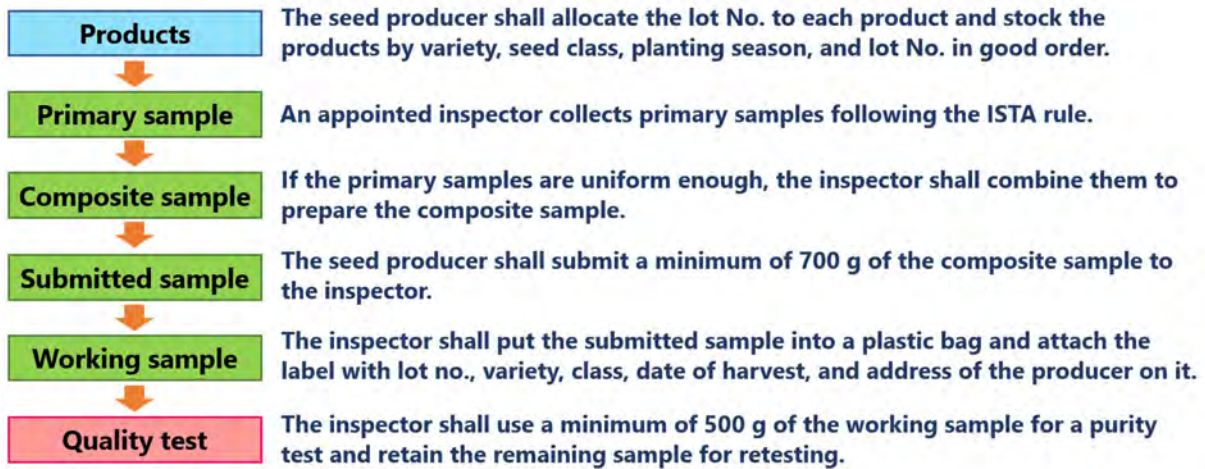 Products
The seed producer shall allocate the lot No. to each product and stock the
products by variety, seed class, planting season, and lot No. in good order.
Primary sample
An appointed inspector collects primary samples following the ISTA rule.
Composite sample
If the primary samples are uniform enough, the inspector shall combine them to
prepare the composite sample.
Submitted sample
The seed producer shall submit a minimum of 700 g of the composite sample to
the inspector.
Working sample
The inspector shall put the submitted sample into a plastic bag and attach the
label with lot no., variety, class, date of harvest, and address of the producer on it.
Quality test
The inspector shall use a minimum of 500 g of the working sample for a purity
test and retain the remaining sample for retesting.